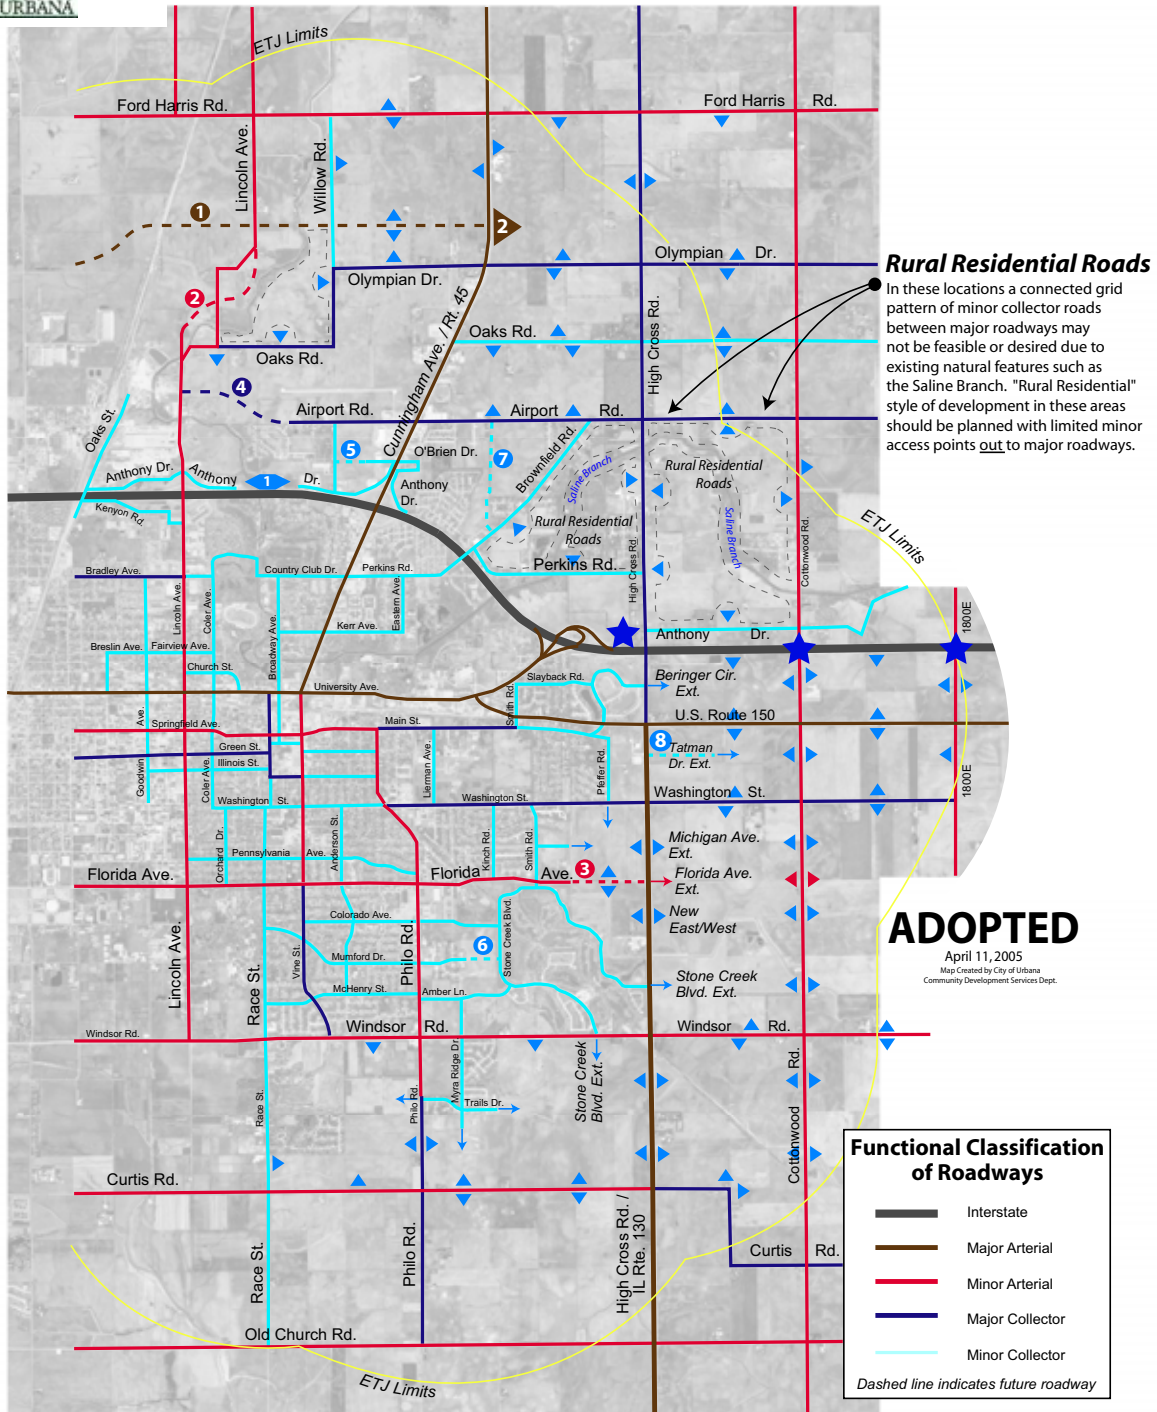 URBANA
ETJ Limits
Ford Harris Rd.
Ford Harris Rd.
Lincoln Ave.
Willow Rd.
1
2
Olympian Dr.
Olympian Dr.
Rural Residential Roads
In these locations a connected grid
pattern of minor collector roads
between major roadways may
not be feasible or desired due to
existing natural features such as
the Saline Branch. "Rural Residential"
style of development in these areas
should be planned with limited minor
access points out to major roadways.
2
Cunningham Ave. / Rt. 45
High Cross Rd.
Oaks Rd.
Oaks Rd.
4
Airport Rd.
Airport Rd.
Oaks St.
5
O'Brien Dr.
7
Brownfield Rd.
Saline Branch
Rural Residential
Roads
Anthony Dr.
Anthony Dr.
1
Anthony
Dr.
Kenyon Rd.
Rural Residential
Roads
Saline Branch
Cottonwood Rd.
ETJ Limits
High Cross Rd.
Perkins Rd.
Bradley Ave.
Country Club Dr.
Perkins Rd.
Lincoln Ave.
Coler Ave.
Broadway Ave.
Eastern Ave.
Kerr Ave.
Anthony Dr.
1800E
Breslin Ave.
Fairview Ave.
Church St.
University Ave.
Slayback Rd.
Smith Rd.
Beringer Cir.
Ext.
U.S. Route 150
Ave.
Goodwin
Springfield Ave.
Main St.
Green St.
Illinois St.
Coler Ave.
Lierman Ave.
Pfeffer Rd.
8
Tatman
Dr. Ext.
1800E
Washington St.
Washington St.
Washington St.
Orchard Dr.
Pennsylvania Ave.
Anderson St.
Kinch Rd.
Smith Rd.
Michigan Ave.
Ext.
Florida Ave.
Florida Ave.
3
Florida Ave.
Ext.
Colorado Ave.
Stone Creek Blvd.
New
East/West
ADOPTED
April 11, 2005
Map Created by City of Urbana
Community Development Services Dept.
Lincoln Ave.
Race St.
Vine St.
Mumford Dr.
Philo Rd.
6
McHenry St.
Amber Ln.
Stone Creek
Blvd. Ext.
Windsor Rd.
Windsor Rd.
Windsor Rd.
Race St.
Philo Rd.
Myra Ridge Dr.
Trails Dr.
Stone Creek
Blvd. Ext.
Cottonwood Rd.
Curtis Rd.
Race St.
Philo Rd.
High Cross Rd. /
IL Rte. 130
Curtis Rd.
Old Church Rd.
ETJ Limits
Functional Classification
of Roadways
Interstate
Major Arterial
Minor Arterial
Major Collector
Minor Collector
Dashed line indicates future roadway